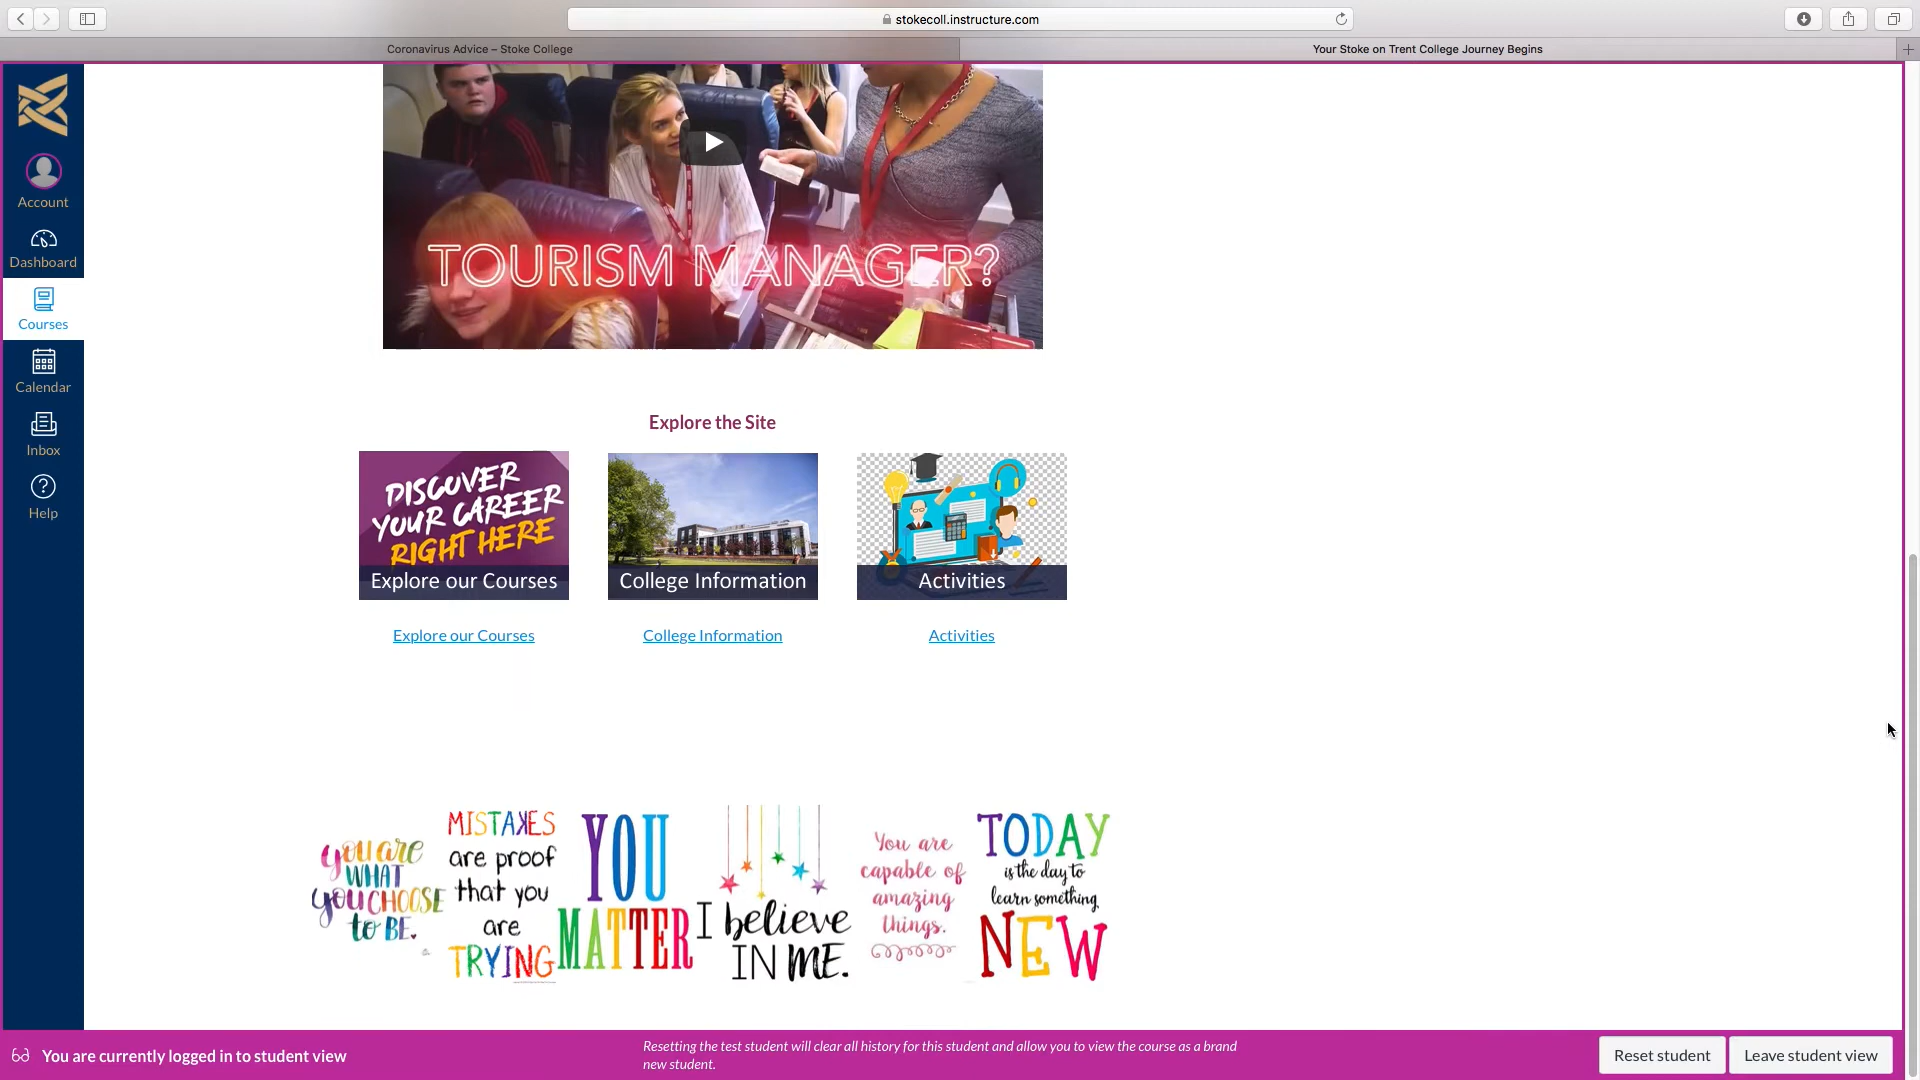 stokecoll.instructure.com
Coronavirus Advice – Stoke College
Your Stoke on Trent College Journey Begins
Account
Dashboard
Courses
Calendar
Inbox
Help
TOURISM MANAGER?
Explore the Site
DISCOVER
YOUR CAREER
RIGHT HERE
Explore our Courses
College Information
Activities
Explore our Courses
College Information
Activities
you are
WHAT
you CHOOSE
to BE.
MISTAKES
are proof
that you
are
TRYING
YOU
MATTER
I believe
IN ME.
You are
capable of
amazing
things.
TODAY
is the day to
learn something
NEW
You are currently logged in to student view
Resetting the test student will clear all history for this student and allow you to view the course as a brand
new student.
Reset student
Leave student view